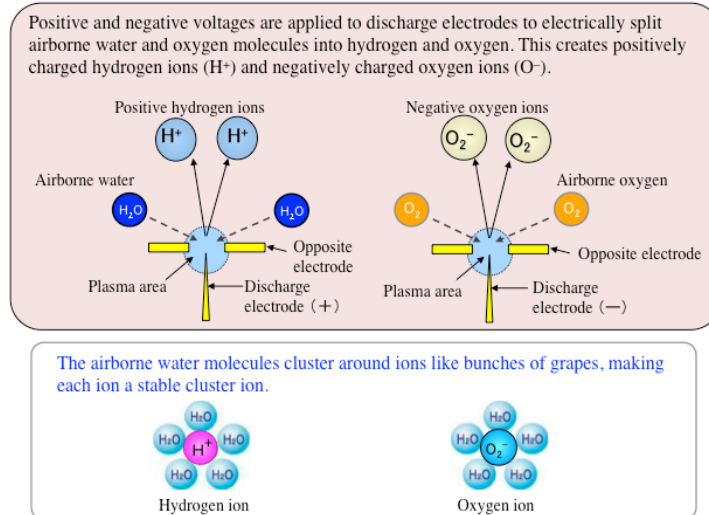 Positive and negative voltages are applied to discharge electrodes to electrically split
airborne water and oxygen molecules into hydrogen and oxygen. This creates positively
charged hydrogen ions (H⁺) and negatively charged oxygen ions (O⁻).
Positive hydrogen ions
H⁺
H⁺
Airborne water
H₂O
H₂O
Opposite
electrode
Plasma area
Discharge
electrode (+)
Negative oxygen ions
O₂⁻
O₂⁻
Airborne oxygen
O₂
O₂
Opposite electrode
Plasma area
Discharge
electrode (—)
The airborne water molecules cluster around ions like bunches of grapes, making
each ion a stable cluster ion.
H₂O
H₂O
H⁺
H₂O
H₂O
H₂O
Hydrogen ion
H₂O
H₂O
O₂⁻
H₂O
H₂O
H₂O
Oxygen ion